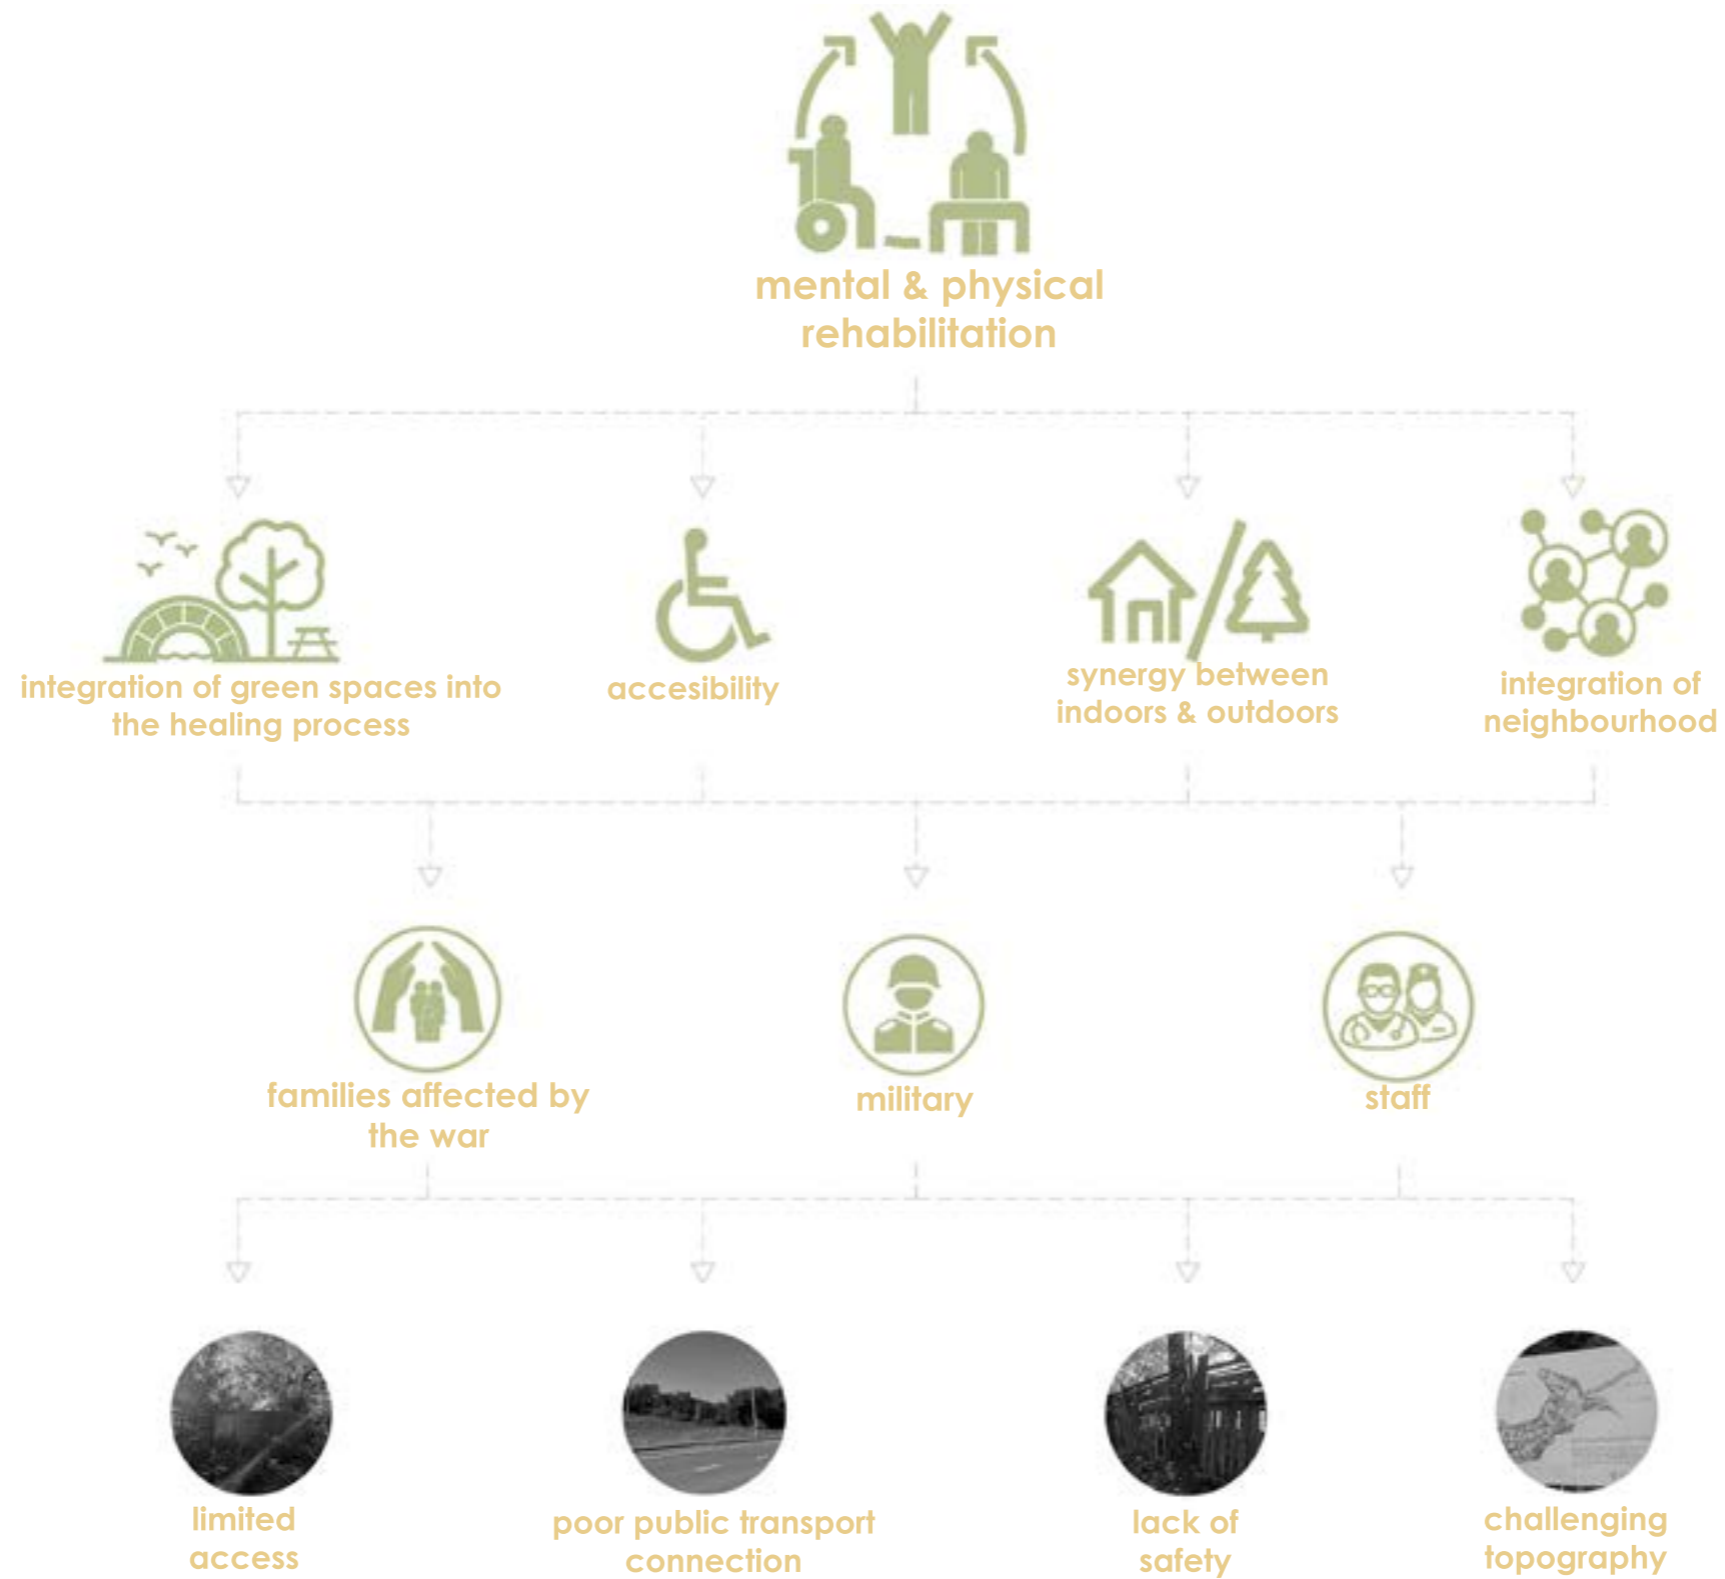 mental & physical
rehabilitation
integration of green spaces into
the healing process
accesibility
synergy between
indoors & outdoors
integration of
neighbourhood
families affected by
the war
military
staff
limited
access
poor public transport
connection
lack of
safety
challenging
topography